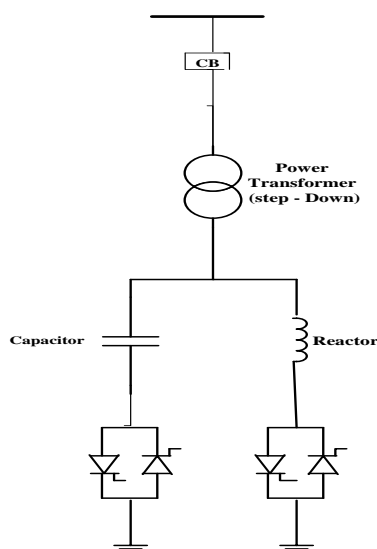 CB
Power
Transformer
(step - Down)
Capacitor
Reactor